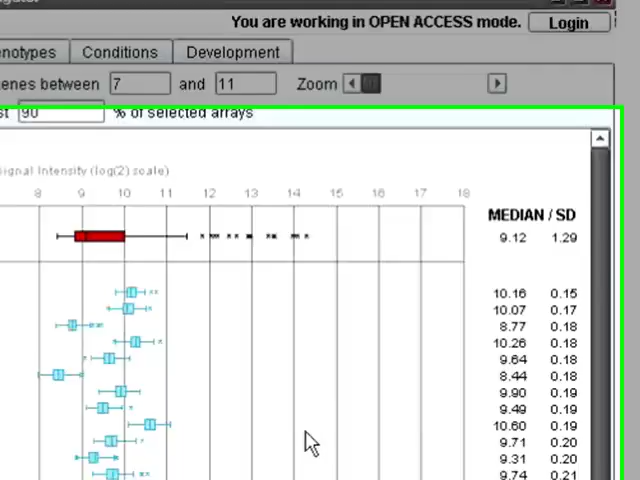 You are working in OPEN ACCESS mode. Login
enotypes Conditions Development
enes between 7 and 11 Zoom
st 90 % of selected arrays
ignal Intensity (log(2) scale)
8 9 10 11 12 13 14 15 16 17 18
MEDIAN / SD
9.12 1.29
10.16 0.15
10.07 0.17
8.77 0.18
10.26 0.18
9.64 0.18
8.44 0.18
9.90 0.19
9.49 0.19
10.60 0.19
9.71 0.20
9.31 0.20
9.74 0.21